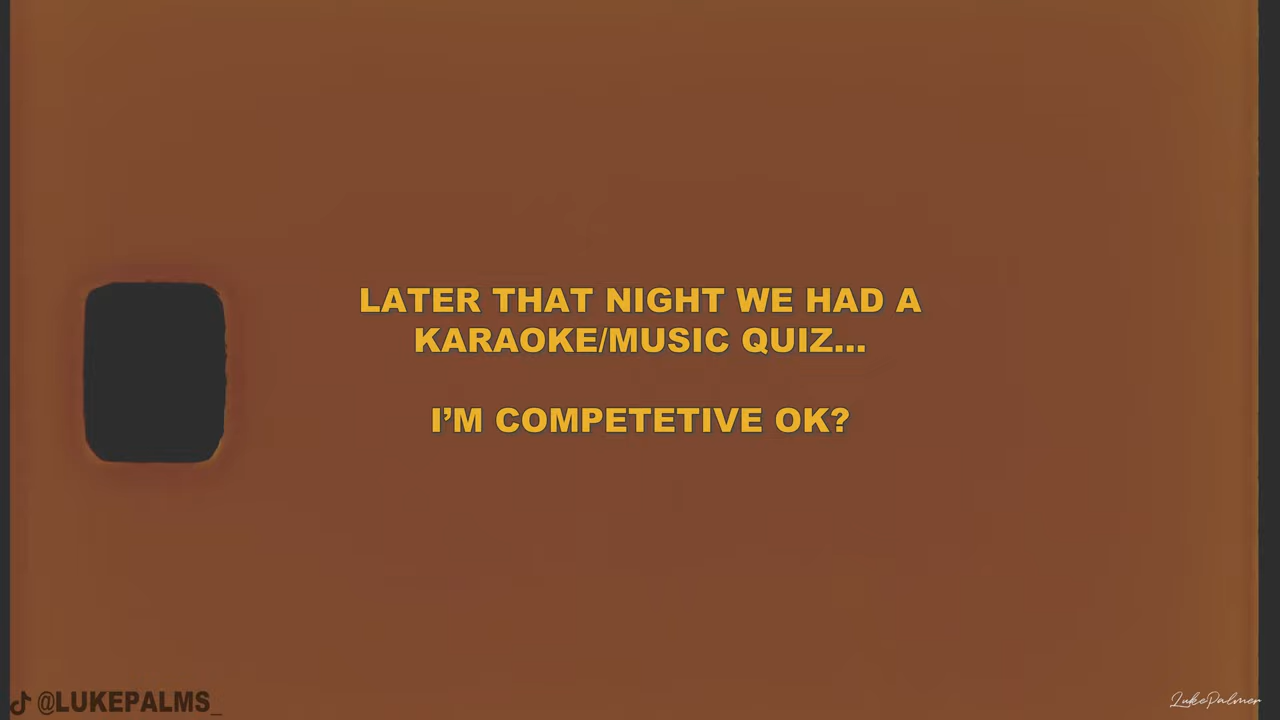 LATER THAT NIGHT WE HAD A
KARAOKE/MUSIC QUIZ...
I'M COMPETETIVE OK?
@LUKEPALMS_
LukePalmer